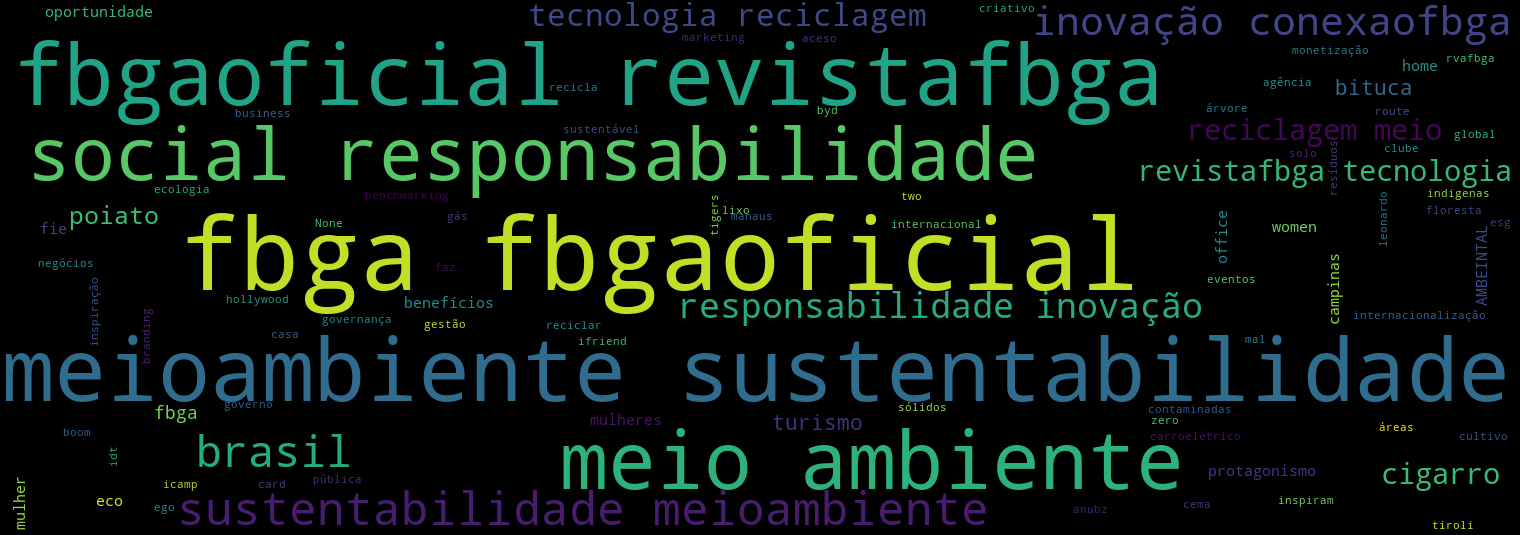 oportunidade
tecnologia reciclagem
criativo
inovação conexaofbga
marketing
aceso
monetização
rvafbga
home
fbgaoficial revistafbga
recicla
agência
bituca
business
byd
árvore
route
social responsabilidade
sustentável
reciclagem meio
global
solo
clube
resíduos
revistafbga tecnologia
ecologia
benchmarking
two
indigenas
poiato
None
gás
tigers
lixo
manaus
internacional
office
women
leonardo
floresta
esg
fie
fbga fbgaoficial
negócios
faz
eventos
campinas
AMBEINTAL
inspiração
hollywood
benefícios
responsabilidade inovação
internacionalização
branding
governança
gestão
reciclar
casa
ifriend
mal
meioambiente sustentabilidade
governo
fbga
mulheres
turismo
sólidos
contaminadas
zero
boom
idt
brasil
meio ambiente
carroelétrico
áreas
cultivo
protagonismo
cigarro
mulher
eco
icamp
card
pública
ego
sustentabilidade meioambiente
anubz
cema
inspiram
tiroli